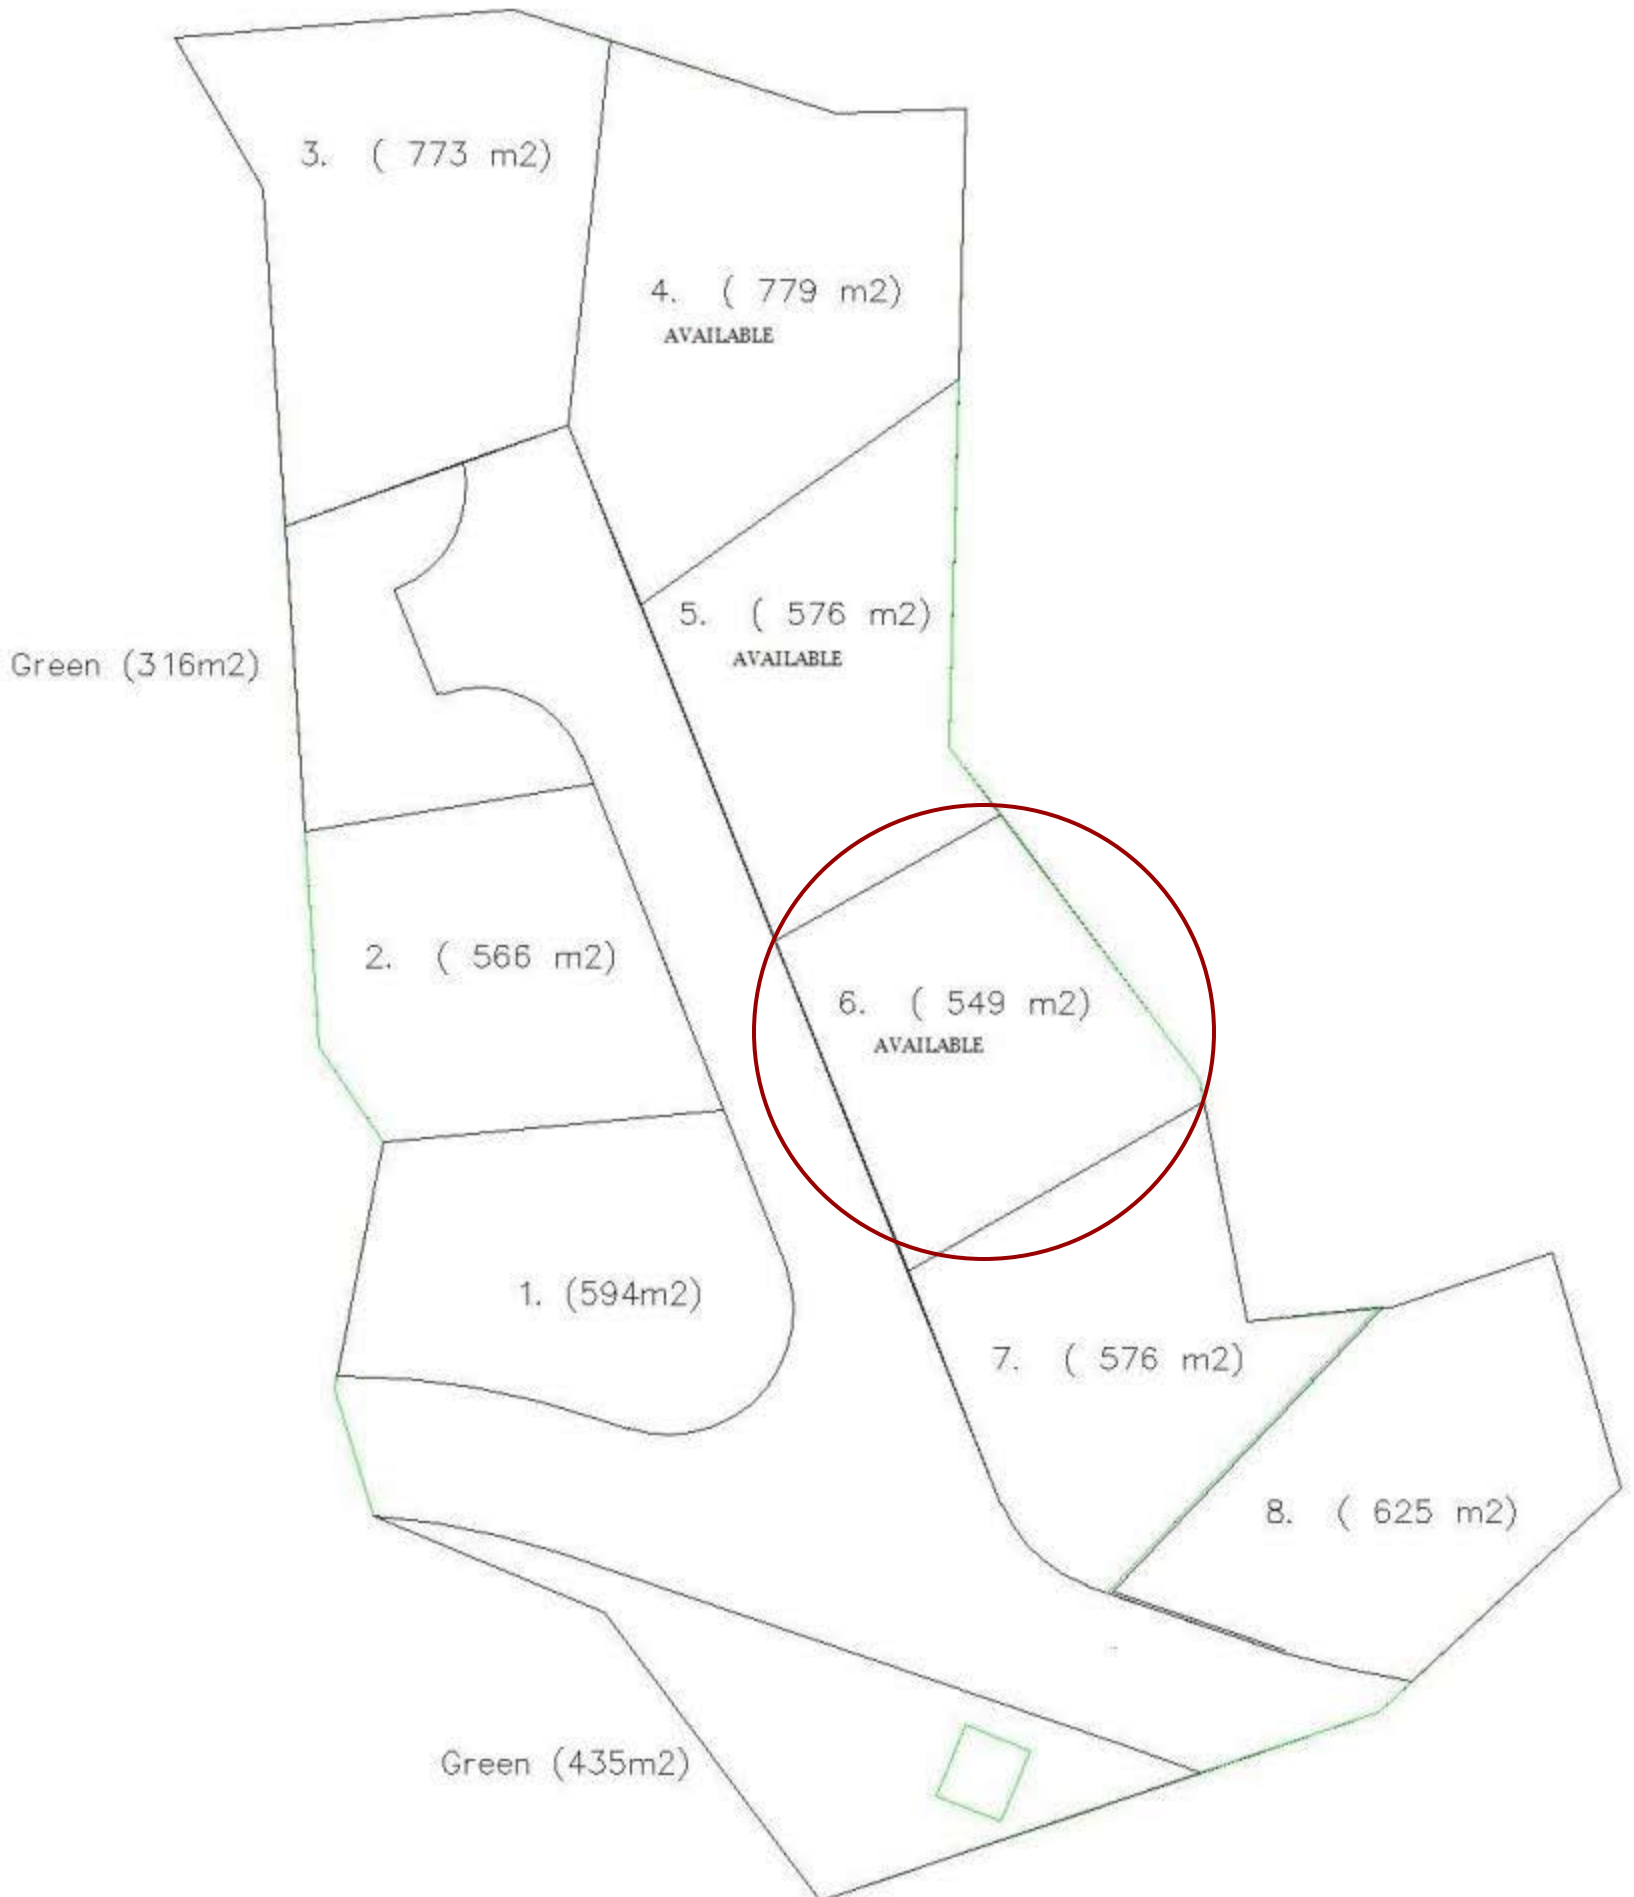 3. ( 773 m2)
4. ( 779 m2)
AVAILABLE
5. ( 576 m2)
AVAILABLE
Green (316m2)
2. ( 566 m2)
6. ( 549 m2)
AVAILABLE
1. (594m2)
7. ( 576 m2)
8. ( 625 m2)
Green (435m2)